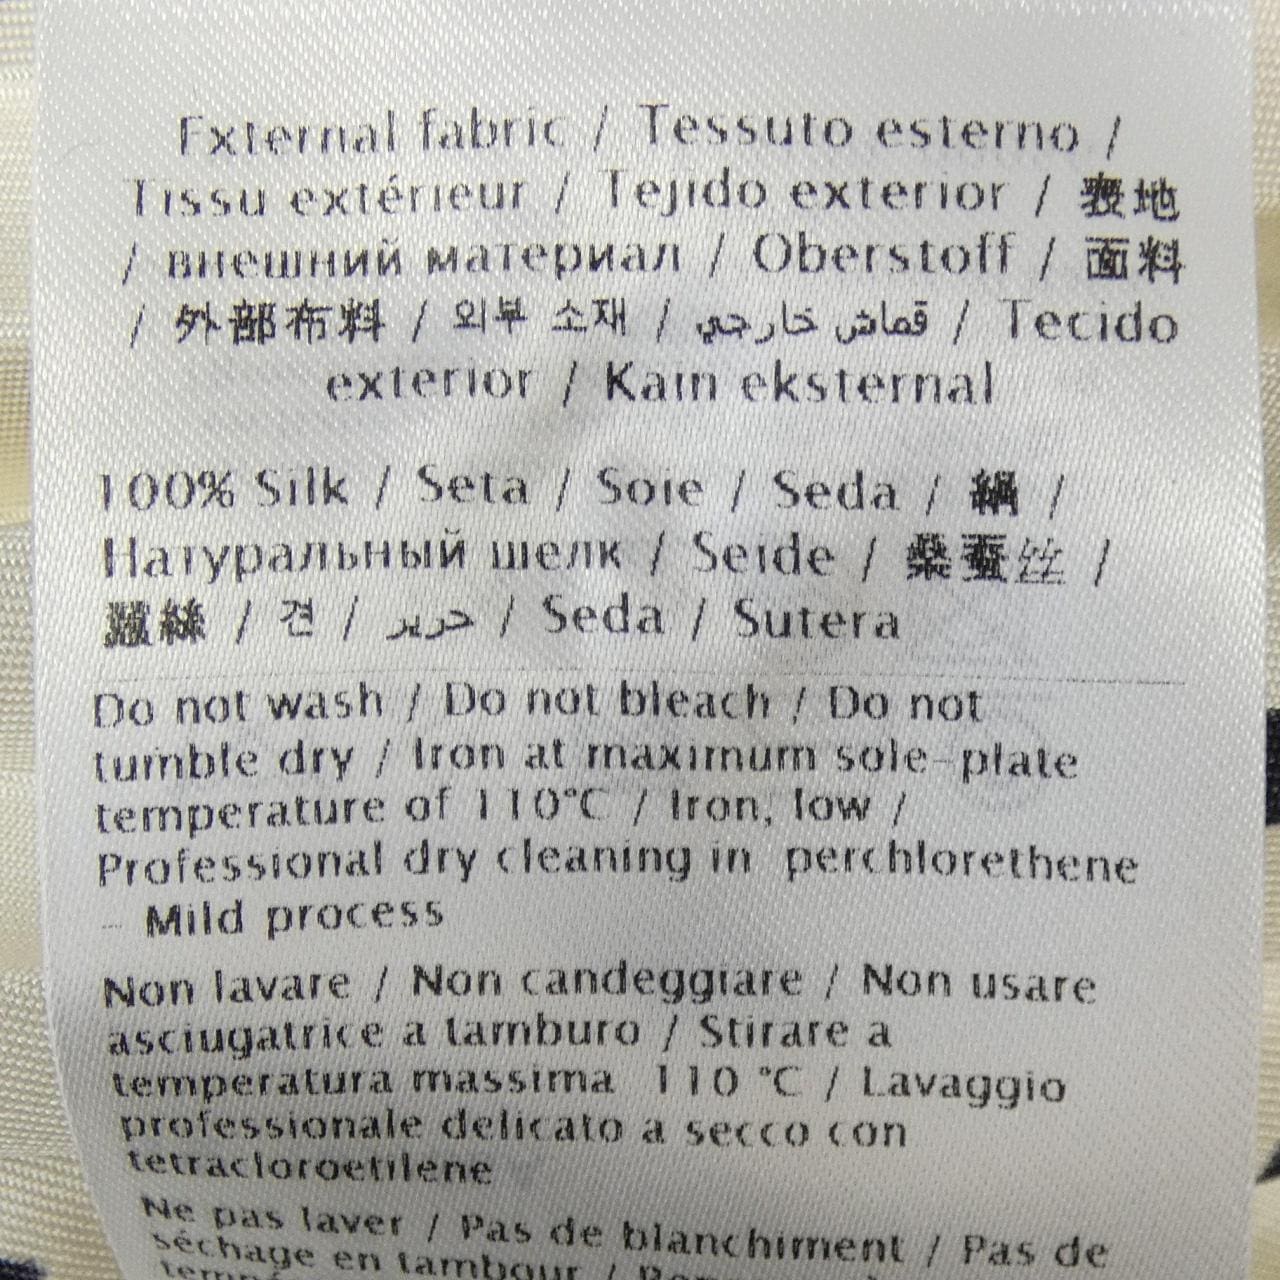 External fabric / Tessuto esterno /
Tissu extérieur / Tejido exterior / 表地
/ внешний материал / Oberstoff / 面料
/ 外部布料 / 외부 소재 / قماش خارجي / Tecido
exterior / Kain eksternal
100% Silk / Seta / Soie / Seda / 絹 /
Натуральный шелк / Seide / 桑蚕丝 /
蠶絲 / 견 / حرير / Seda / Sutera
Do not wash / Do not bleach / Do not
tumble dry / Iron at maximum sole-plate
temperature of 110°C / Iron, low /
Professional dry cleaning in perchlorethene
- Mild process
Non lavare / Non candeggiare / Non usare
asciugatrice a tamburo / Stirare a
temperatura massima 110 °C / Lavaggio
professionale delicato a secco con
tetracloroetilene
Ne pas laver / Pas de blanchiment / Pas de
séchage en tambour /